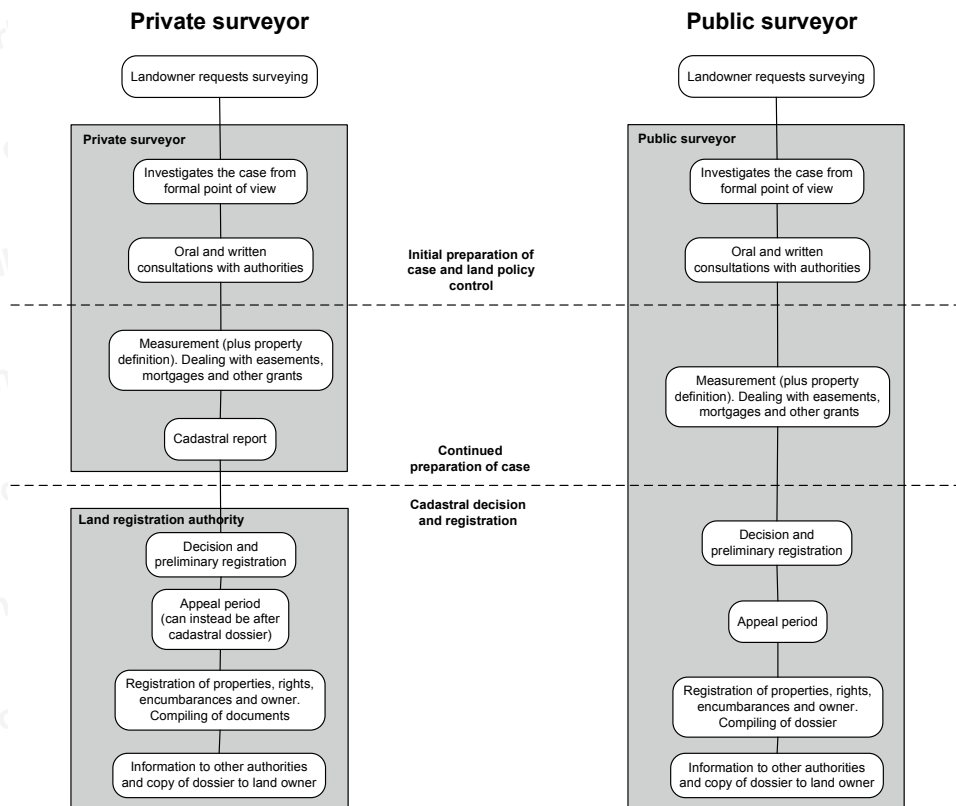 Private surveyor
Landowner requests surveying
Private surveyor
Investigates the case from
formal point of view
Oral and written
consultations with authorities
Measurement (plus property
definition). Dealing with easements,
mortgages and other grants
Cadastral report
Land registration authority
Decision and
preliminary registration
Appeal period
(can instead be after
cadastral dossier)
Registration of properties, rights,
encumbarances and owner.
Compiling of documents
Information to other authorities
and copy of dossier to land owner
Initial preparation of
case and land policy
control
Continued
preparation of case
Cadastral decision
and registration
Public surveyor
Landowner requests surveying
Public surveyor
Investigates the case from
formal point of view
Oral and written
consultations with authorities
Measurement (plus property
definition). Dealing with easements,
mortgages and other grants
Decision and
preliminary registration
Appeal period
Registration of properties, rights,
encumbarances and owner.
Compiling of dossier
Information to other authorities
and copy of dossier to land owner